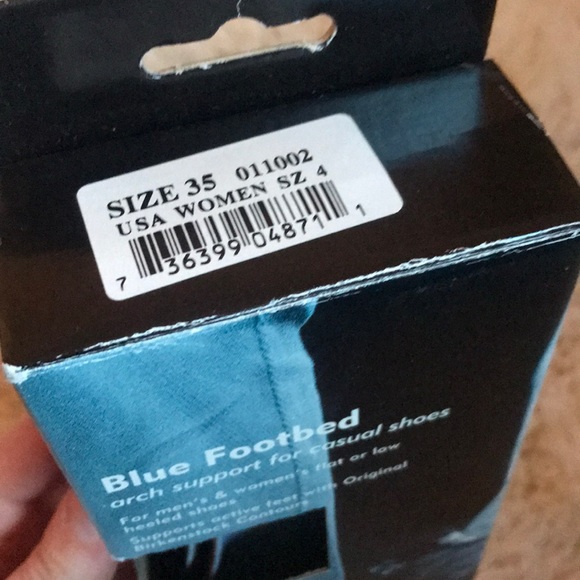 SIZE 35 011002
USA WOMEN SZ 4
7 36399 04871 1
Blue Footbed
arch support for casual shoes
For men's & women's flat or low
heeled shoes
Supports active feet with Original
Birkenstock Contours